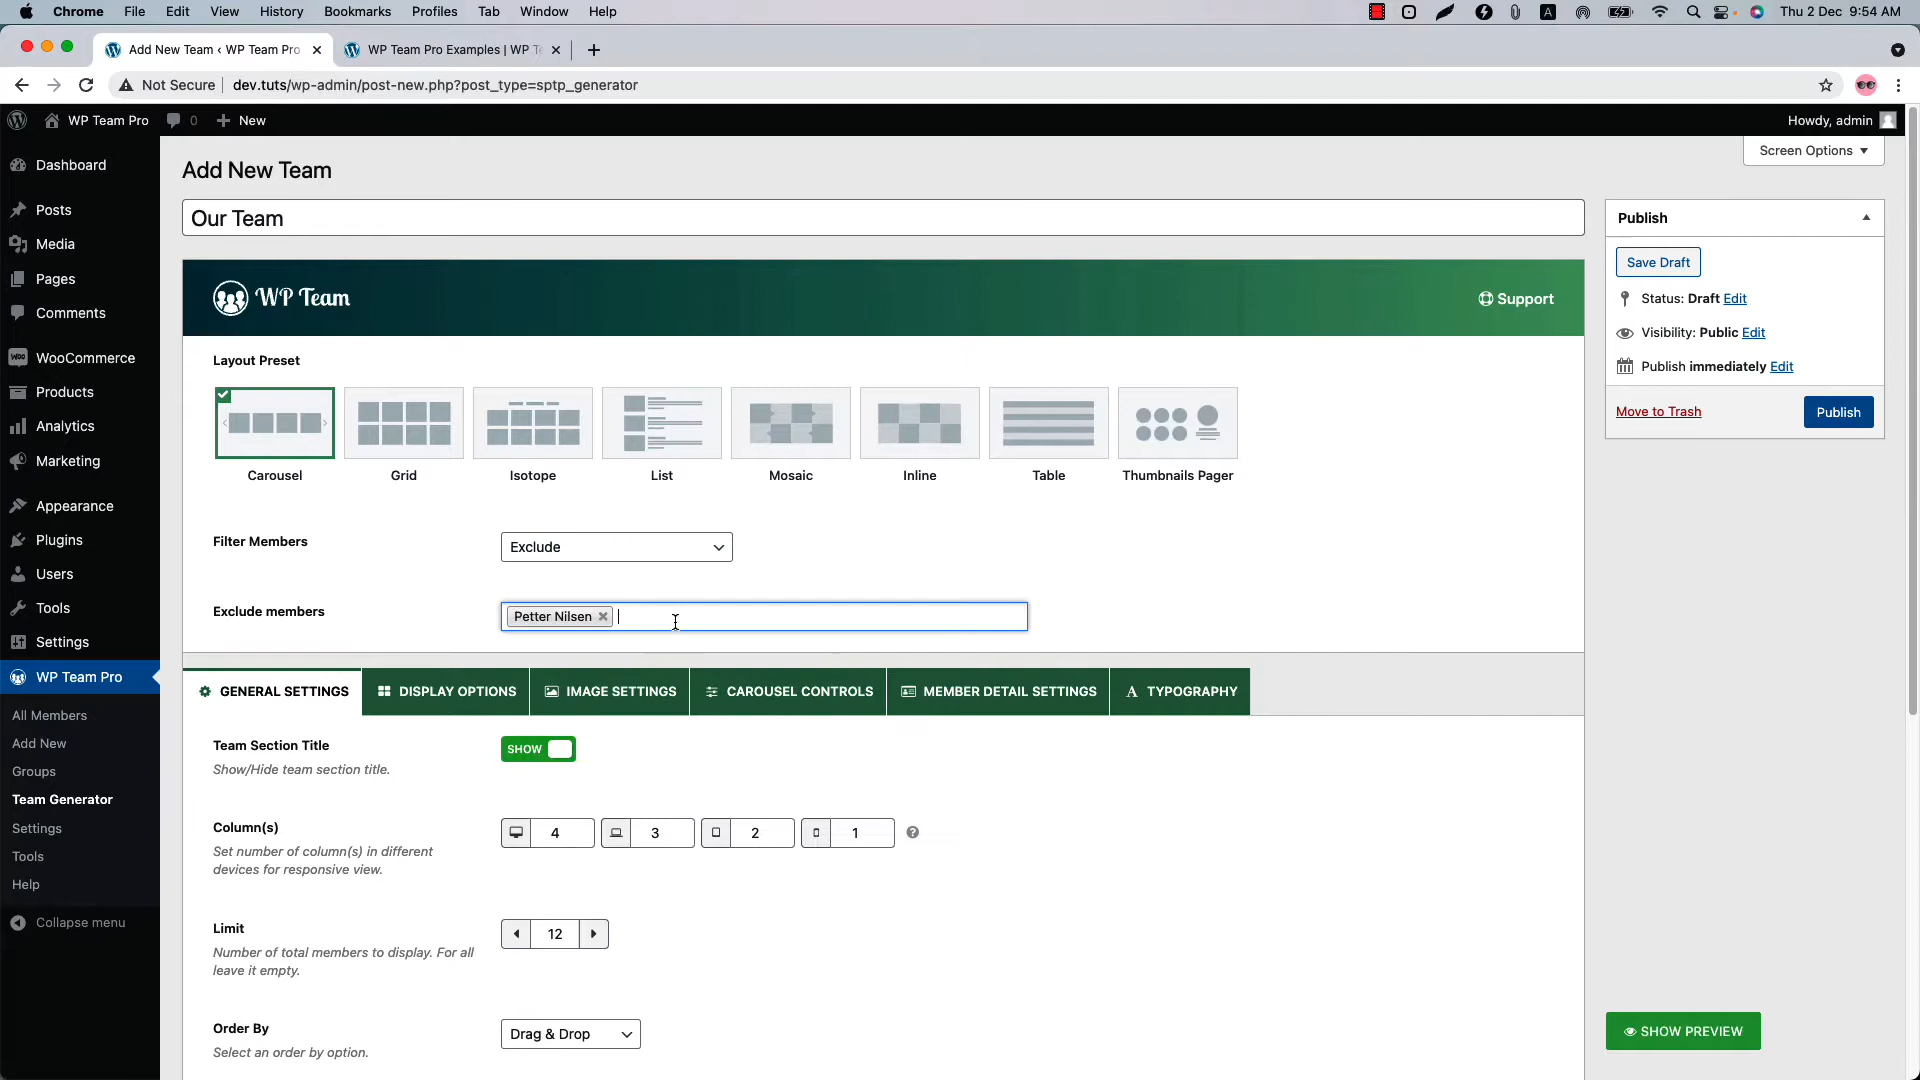 Chrome File Edit View History Bookmarks Profiles Tab Window Help Thu 2 Dec 9:54 AM
Add New Team ‹ WP Team Pro WP Team Pro Examples | WP Te
Not Secure dev.tuts/wp-admin/post-new.php?post_type=sptp_generator
WP Team Pro 0 New Howdy, admin
Screen Options
Dashboard
Posts
Media
Pages
Comments
WooCommerce
Products
Analytics
Marketing
Appearance
Plugins
Users
Tools
Settings
WP Team Pro
All Members
Add New
Groups
Team Generator
Settings
Tools
Help
Collapse menu
Add New Team
Our Team
WP Team Support
Layout Preset
Carousel Grid Isotope List Mosaic Inline Table Thumbnails Pager
Filter Members Exclude
Exclude members Petter Nilsen
GENERAL SETTINGS DISPLAY OPTIONS IMAGE SETTINGS CAROUSEL CONTROLS MEMBER DETAIL SETTINGS TYPOGRAPHY
Team Section Title SHOW
Show/Hide team section title.
Column(s) 4 3 2 1
Set number of column(s) in different
devices for responsive view.
Limit 12
Number of total members to display. For all
leave it empty.
Order By Drag & Drop
Select an order by option.
Publish
Save Draft
Status: Draft Edit
Visibility: Public Edit
Publish immediately Edit
Move to Trash Publish
SHOW PREVIEW